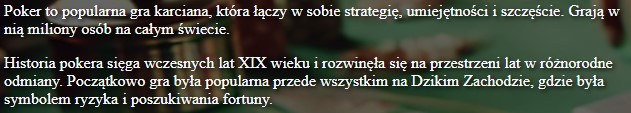 Poker to popularna gra karciana, która łączy w sobie strategię, umiejętności i szczęście. Grają w
nią miliony osób na całym świecie.
Historia pokera sięga wczesnych lat XIX wieku i rozwinęła się na przestrzeni lat w różnorodne
odmiany. Początkowo gra była popularna przede wszystkim na Dzikim Zachodzie, gdzie była
symbolem ryzyka i poszukiwania fortuny.